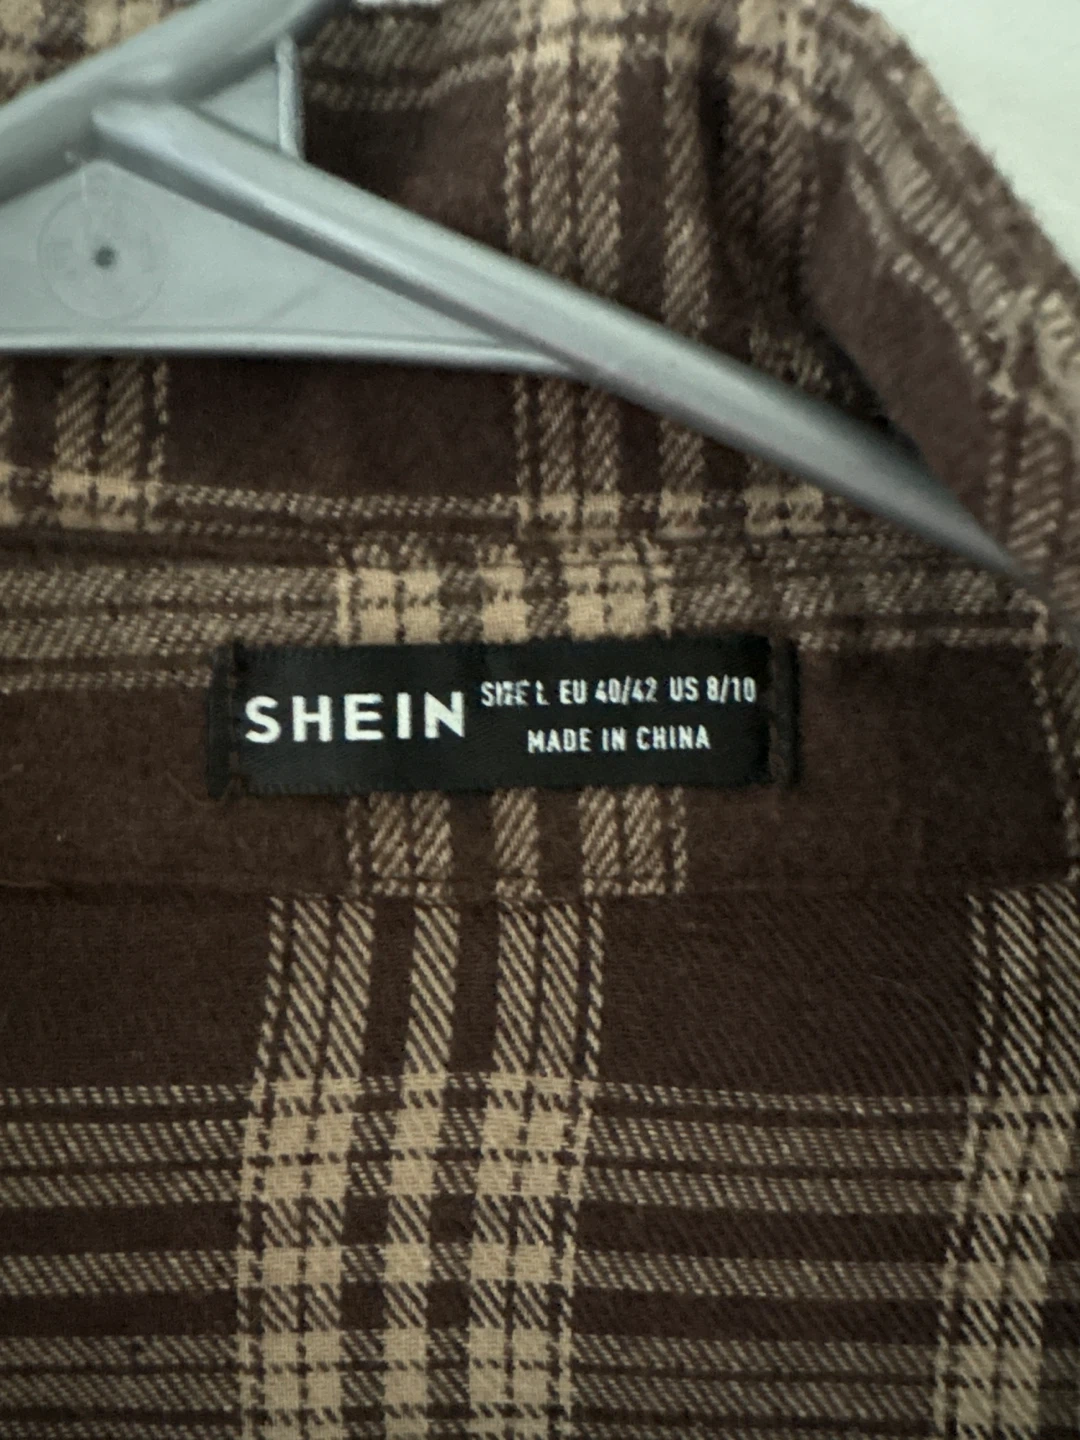 SHEIN
SIZE L EU 40/42 US 8/10
MADE IN CHINA